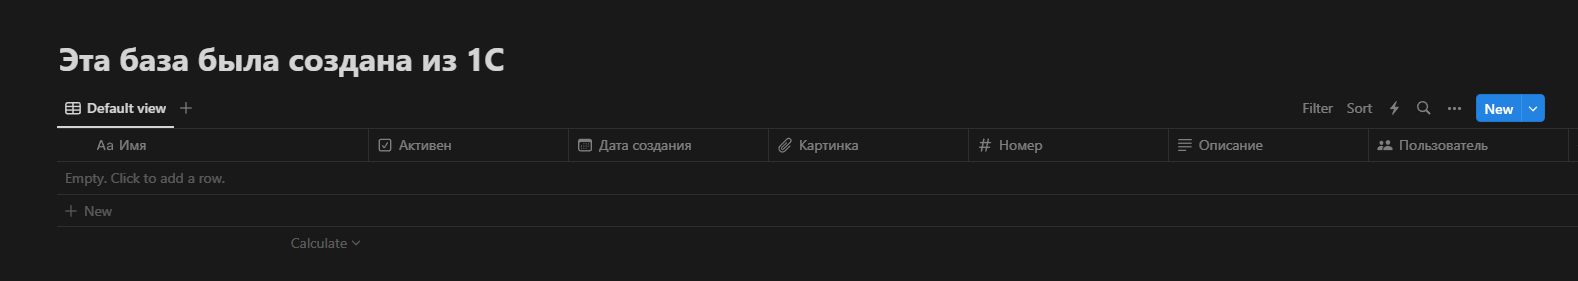 Эта база была создана из 1С
Default view
Filter Sort New
Aa Имя Активен Дата создания Картинка # Номер Описание Пользователь
Empty. Click to add a row.
+ New
Calculate